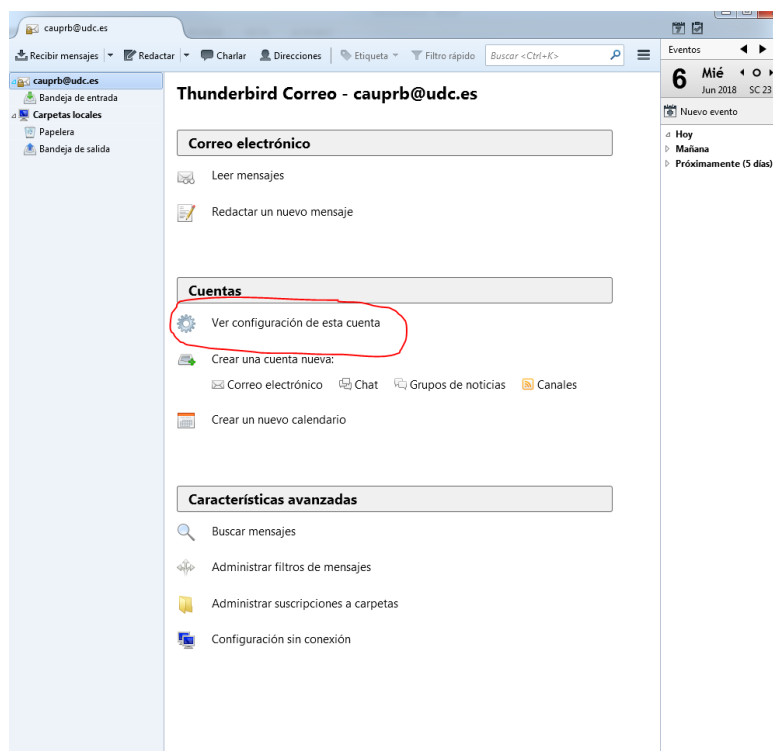 cauprb@udc.es
Recibir mensajes Redactar Charlar Direcciones Etiqueta Filtro rápido Buscar <Ctrl+K>
cauprb@udc.es
Bandeja de entrada
Carpetas locales
Papelera
Bandeja de salida
Thunderbird Correo - cauprb@udc.es
Correo electrónico
Leer mensajes
Redactar un nuevo mensaje
Cuentas
Ver configuración de esta cuenta
Crear una cuenta nueva:
Correo electrónico Chat Grupos de noticias Canales
Crear un nuevo calendario
Características avanzadas
Buscar mensajes
Administrar filtros de mensajes
Administrar suscripciones a carpetas
Configuración sin conexión
Eventos
6 Mié
Jun 2018 SC 23
Nuevo evento
Hoy
Mañana
Próximamente (5 días)